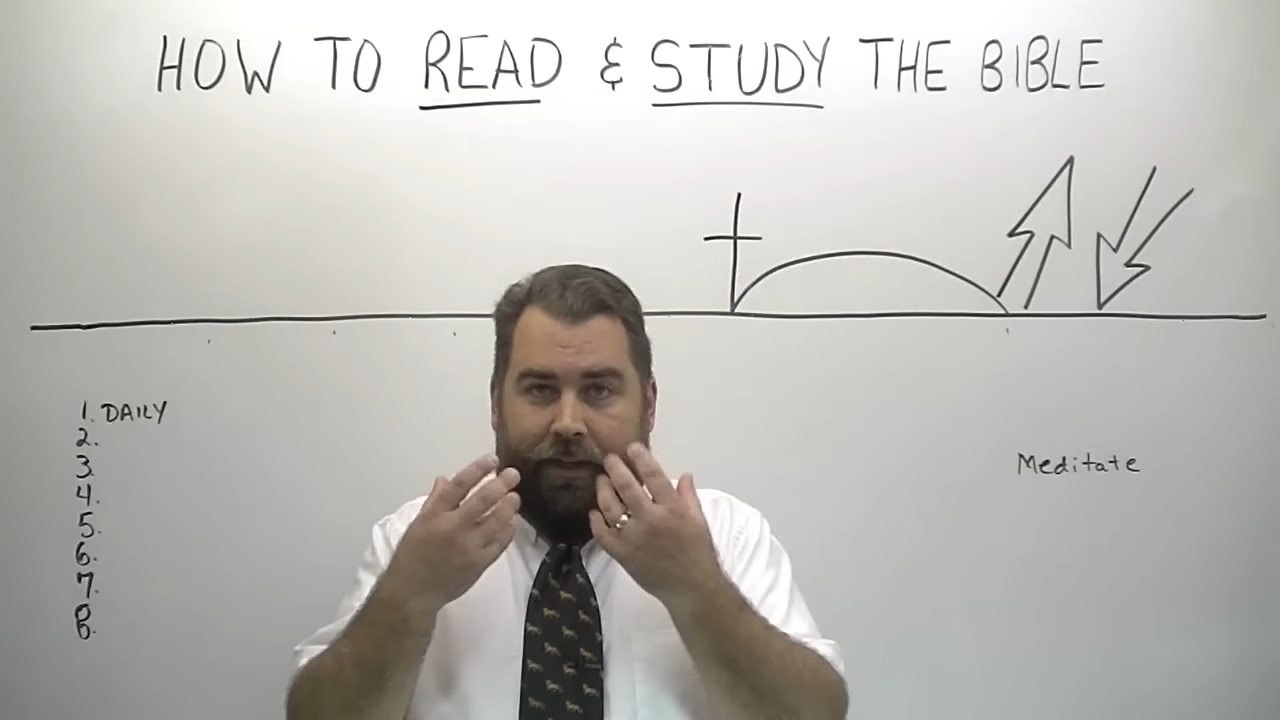 HOW TO READ & STUDY THE BIBLE
1. DAILY
2.
3.
4.
5.
6.
7.
8.
Meditate